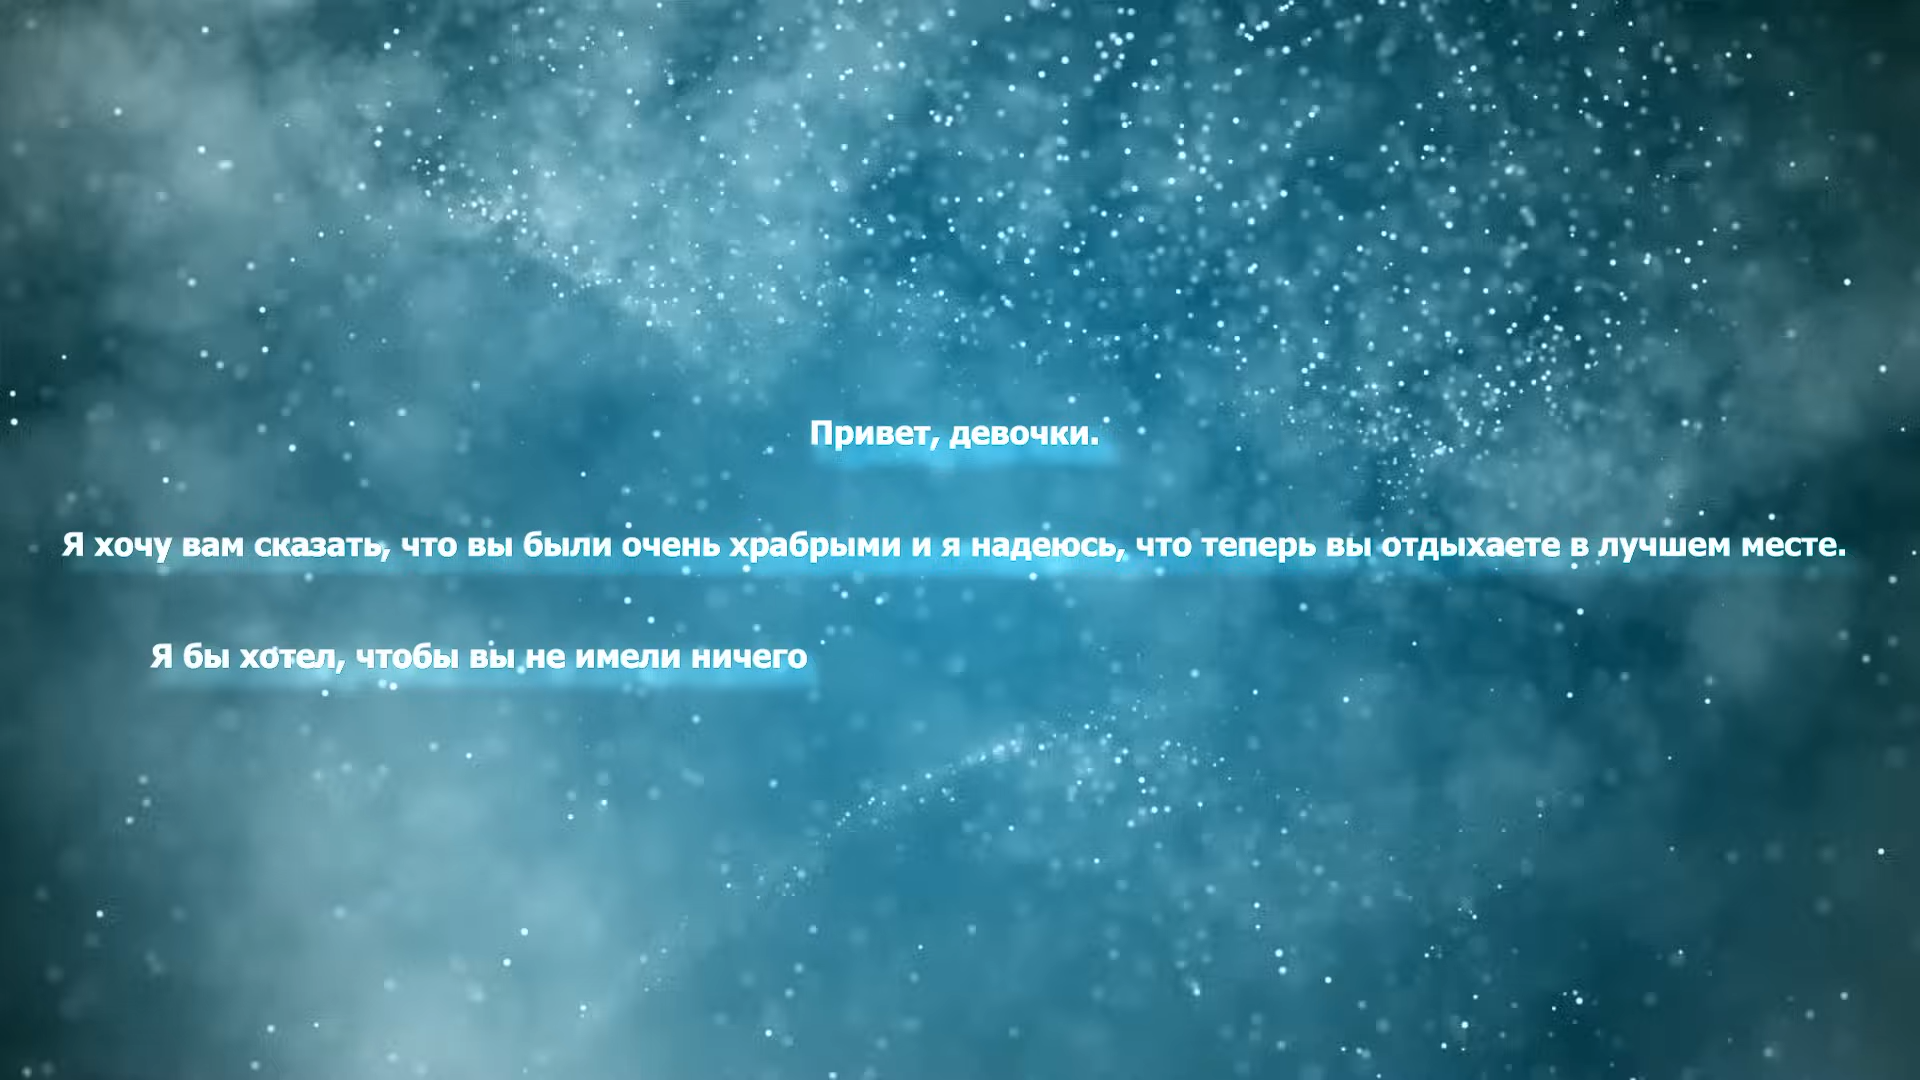 Привет, девочки.
Я хочу вам сказать, что вы были очень храбрыми и я надеюсь, что теперь вы отдыхаете в лучшем месте.
Я бы хотел, чтобы вы не имели ничего